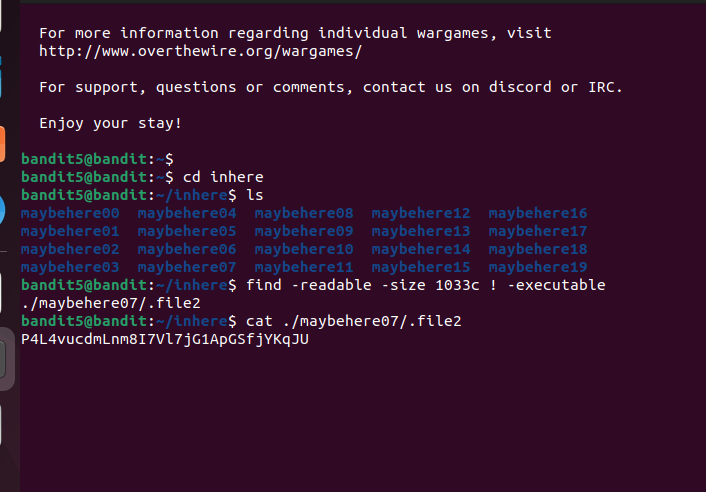 For more information regarding individual wargames, visit
http://www.overthewire.org/wargames/
For support, questions or comments, contact us on discord or IRC.
Enjoy your stay!
bandit5@bandit:~$
bandit5@bandit:~$ cd inhere
bandit5@bandit:~/inhere$ ls
maybehere00 maybehere04 maybehere08 maybehere12 maybehere16
maybehere01 maybehere05 maybehere09 maybehere13 maybehere17
maybehere02 maybehere06 maybehere10 maybehere14 maybehere18
maybehere03 maybehere07 maybehere11 maybehere15 maybehere19
bandit5@bandit:~/inhere$ find -readable -size 1033c ! -executable
./maybehere07/.file2
bandit5@bandit:~/inhere$ cat ./maybehere07/.file2
P4L4vucdmLnm8I7Vl7jG1ApGSfjYKqJU